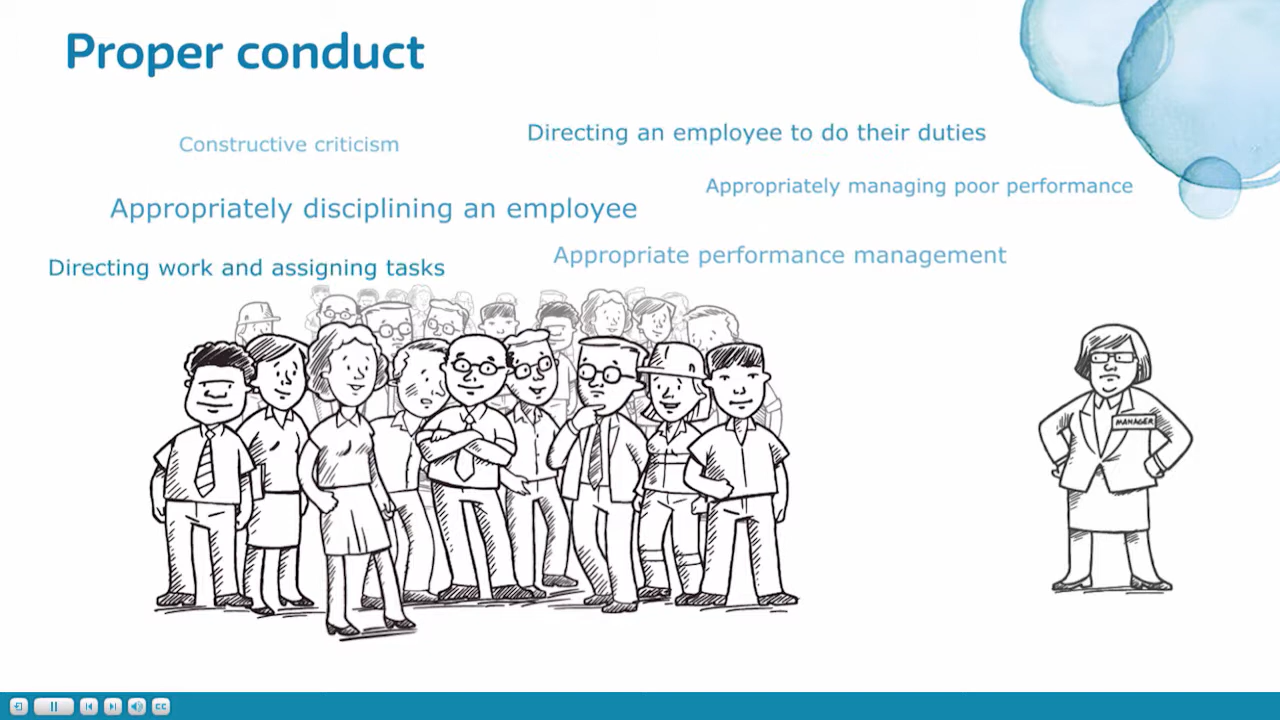 Proper conduct
Constructive criticism
Directing an employee to do their duties
Appropriately managing poor performance
Appropriately disciplining an employee
Appropriate performance management
Directing work and assigning tasks
MANAGER
CC